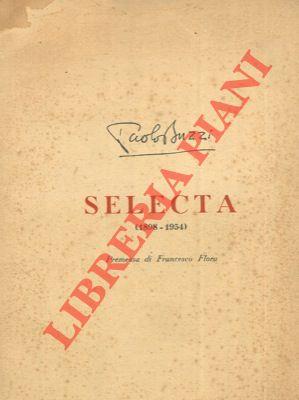 Paolo Buzzi
SELECTA
(1898-1954)
Premessa di Francesco Flora
LIBRERIA PIANI